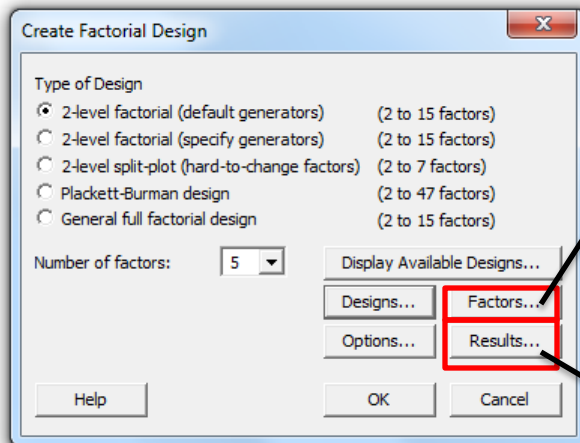 Create Factorial Design
X
Type of Design
2-level factorial (default generators) (2 to 15 factors)
2-level factorial (specify generators) (2 to 15 factors)
2-level split-plot (hard-to-change factors) (2 to 7 factors)
Plackett-Burman design (2 to 47 factors)
General full factorial design (2 to 15 factors)
Number of factors: 5 Display Available Designs...
Designs... Factors...
Options... Results...
Help OK Cancel